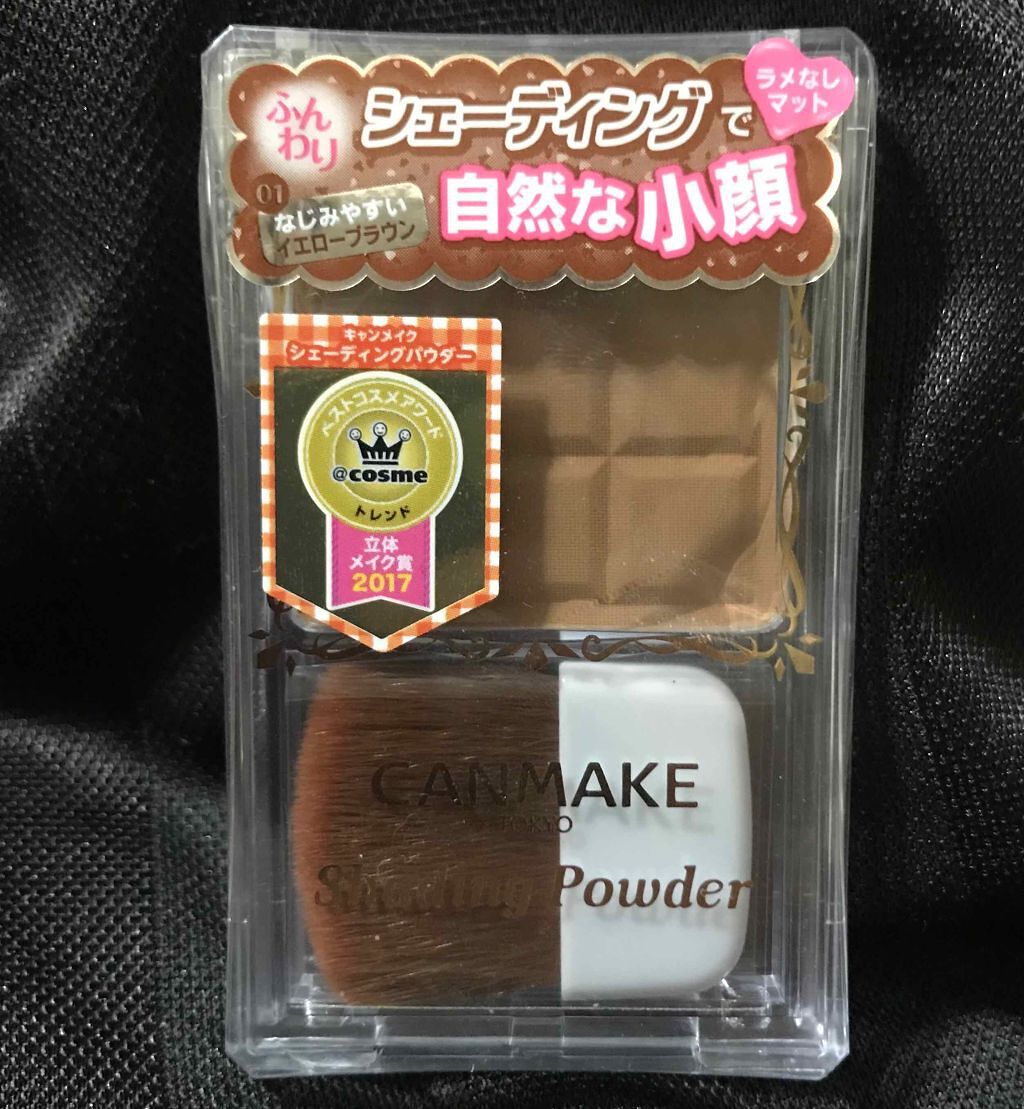 ラメなし
マット
ふんわり
シェーディングで
自然な小顔
01
なじみやすい
イエローブラウン
キャンメイク
シェーディングパウダー
ベストコスメアワード
@cosme
トレンド
立体
メイク賞
2017
CANMAKE
TOKYO
Shading Powder